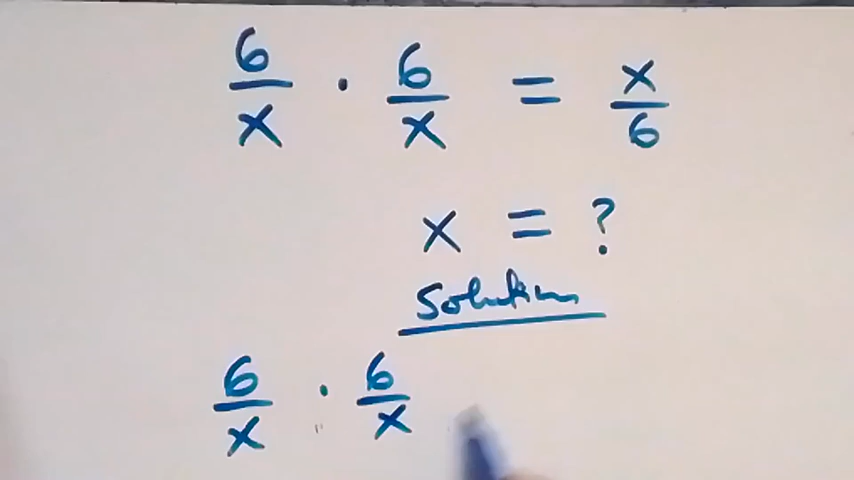 6/x · 6/x = x/6
x = ?
Solution
6/x · 6/x